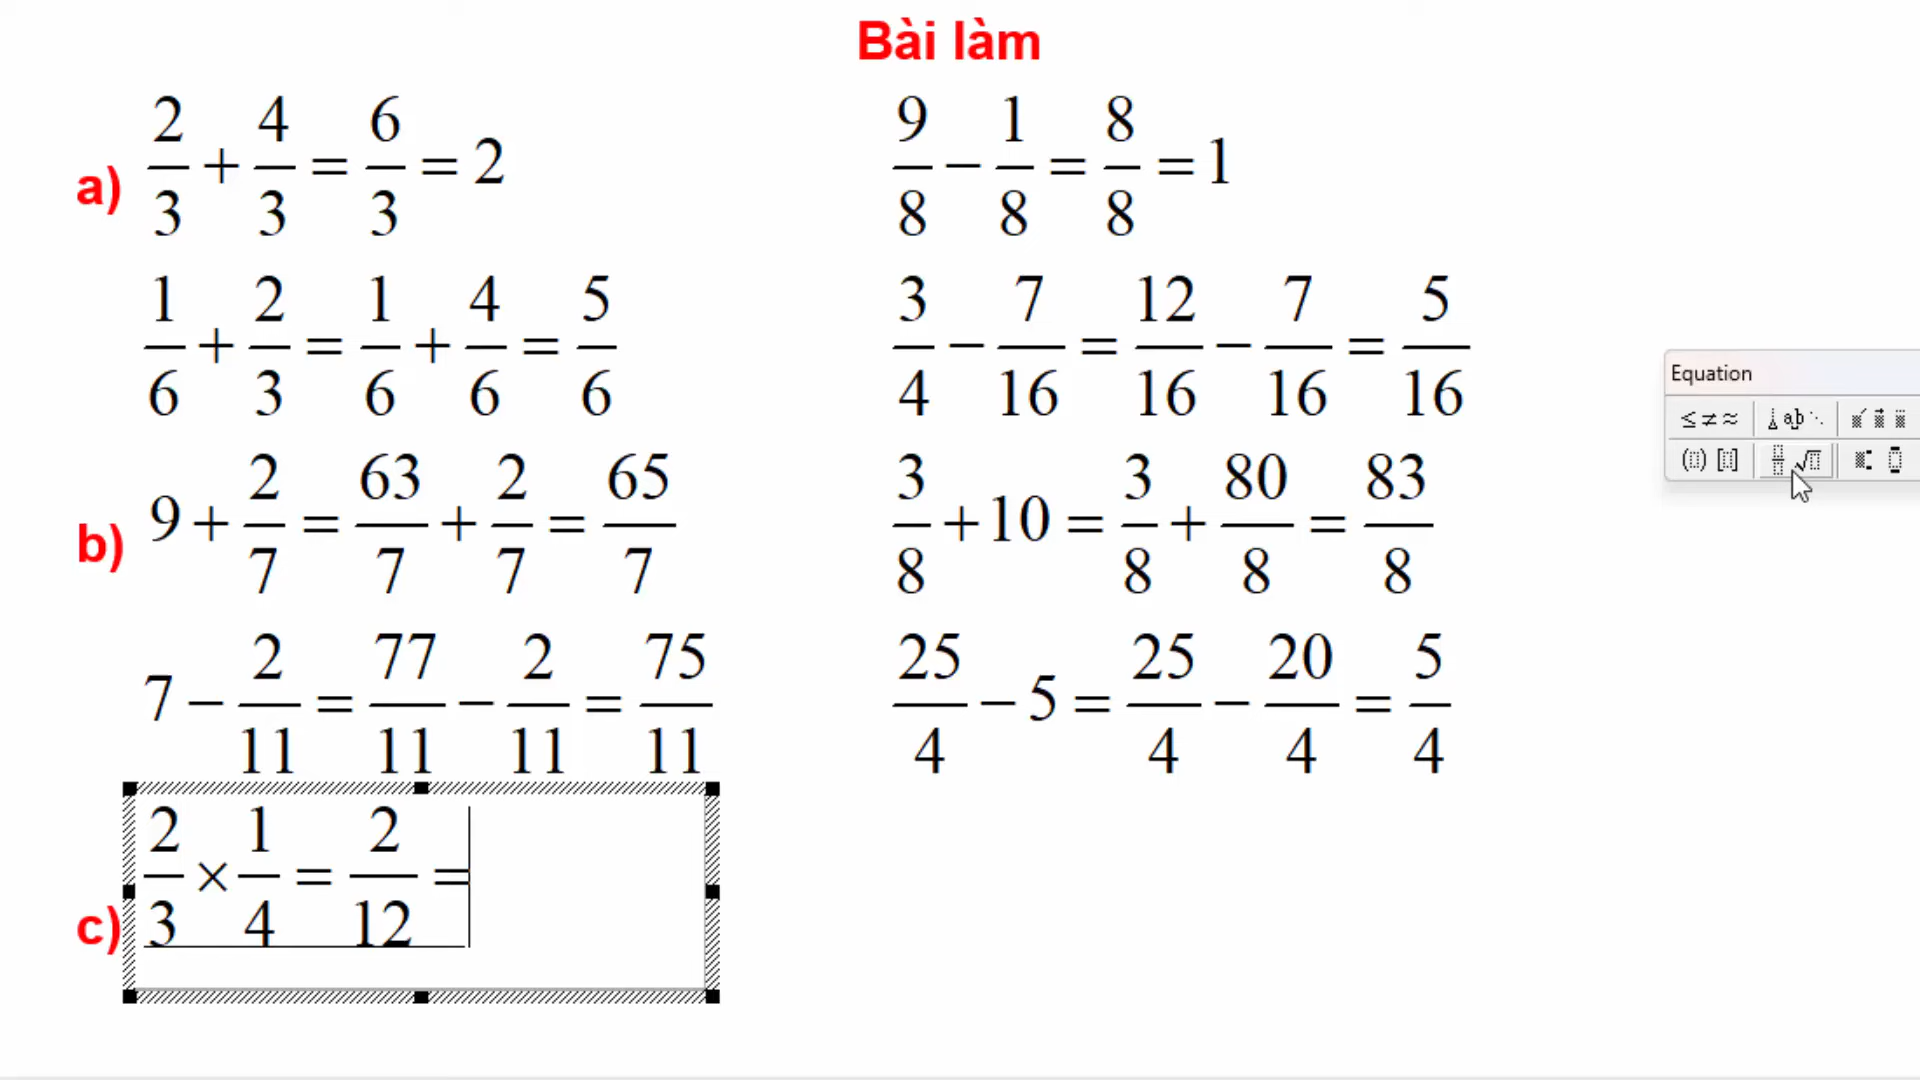 Bài làm
a) 2/3 + 4/3 = 6/3 = 2
9/8 − 1/8 = 8/8 = 1
1/6 + 2/3 = 1/6 + 4/6 = 5/6
3/4 − 7/16 = 12/16 − 7/16 = 5/16
b) 9 + 2/7 = 63/7 + 2/7 = 65/7
3/8 + 10 = 3/8 + 80/8 = 83/8
7 − 2/11 = 77/11 − 2/11 = 75/11
25/4 − 5 = 25/4 − 20/4 = 5/4
c) 2/3 × 1/4 = 2/12 =
Equation
≤ ≠ ≈